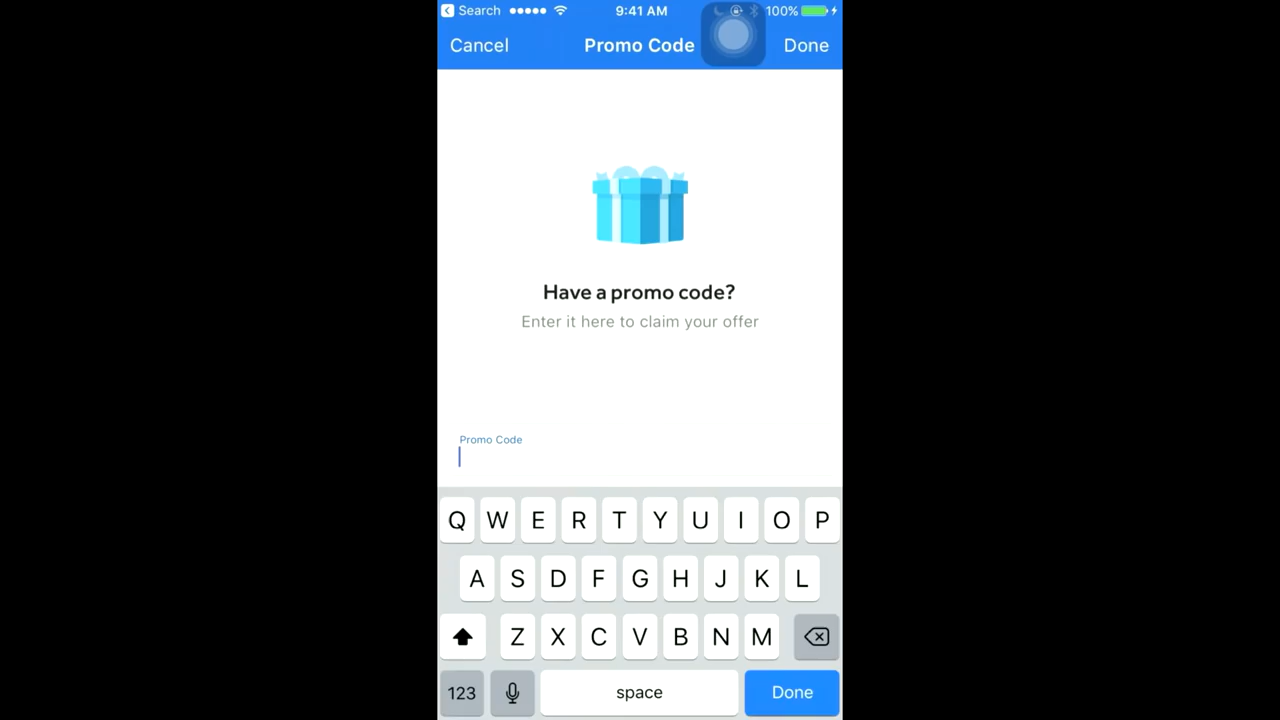 Search 9:41 AM 100%
Cancel Promo Code Done
Have a promo code?
Enter it here to claim your offer
Promo Code
Q W E R T Y U I O P
A S D F G H J K L
Z X C V B N M
123 space Done